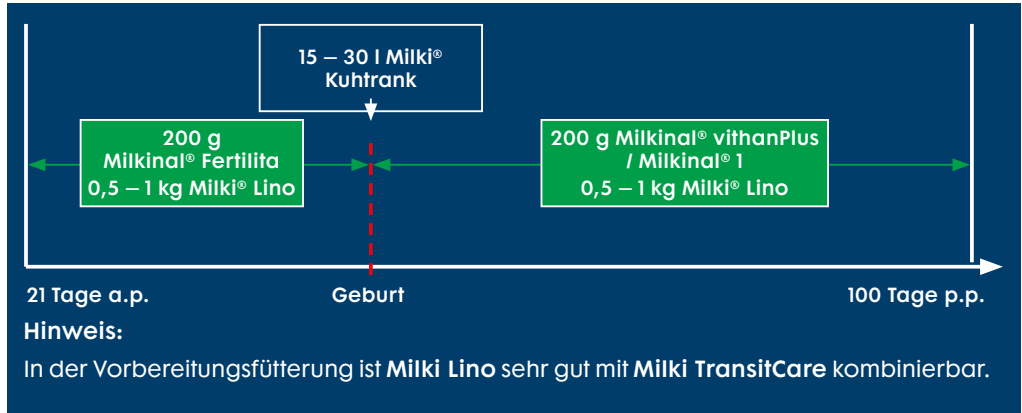 15 – 30 l Milki®
Kuhtrank
200 g
Milkinal® Fertilita
0,5 – 1 kg Milki® Lino
200 g Milkinal® vithanPlus
/ Milkinal® 1
0,5 – 1 kg Milki® Lino
21 Tage a.p.
Geburt
100 Tage p.p.
Hinweis:
In der Vorbereitungsfütterung ist Milki Lino sehr gut mit Milki TransitCare kombinierbar.